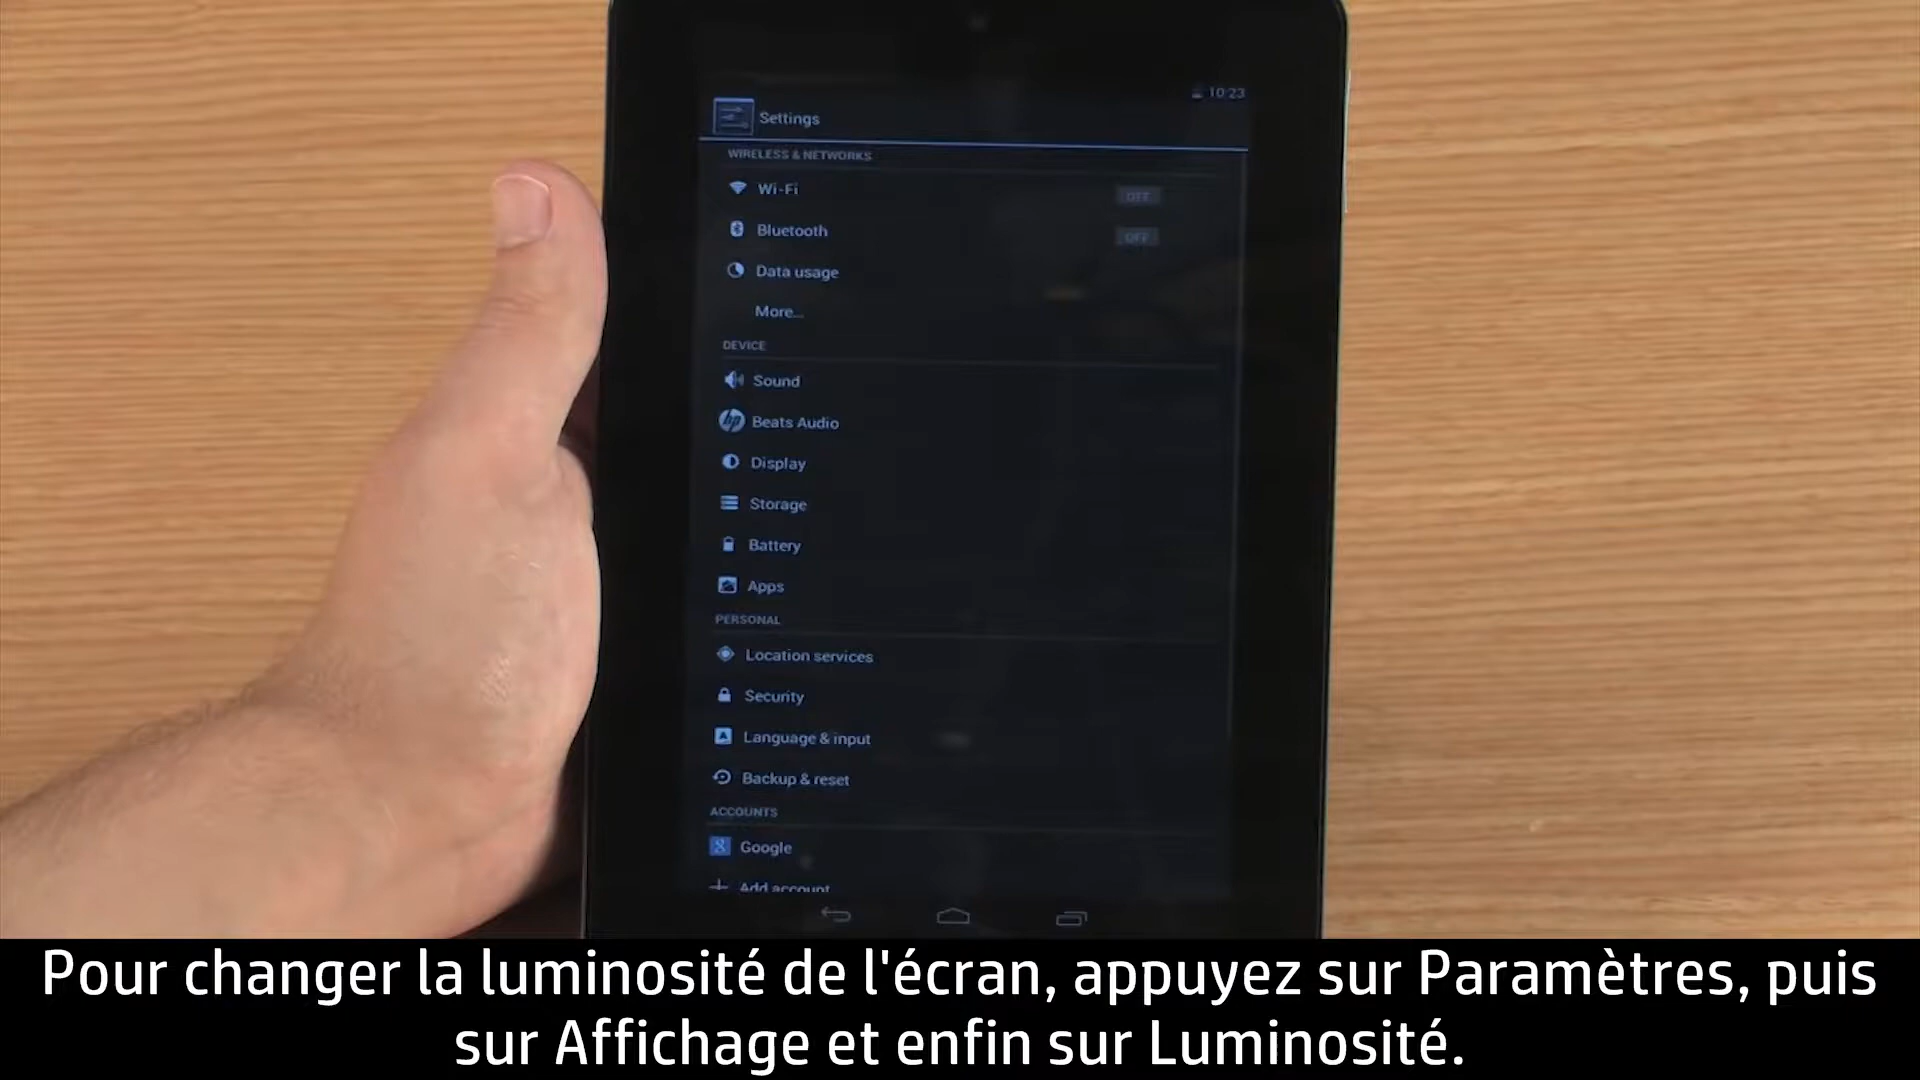 10:23
Settings
WIRELESS & NETWORKS
Wi-Fi OFF
Bluetooth OFF
Data usage
More...
DEVICE
Sound
hp Beats Audio
Display
Storage
Battery
Apps
PERSONAL
Location services
Security
Language & input
Backup & reset
ACCOUNTS
Google
Add account
Pour changer la luminosité de l'écran, appuyez sur Paramètres, puis
sur Affichage et enfin sur Luminosité.